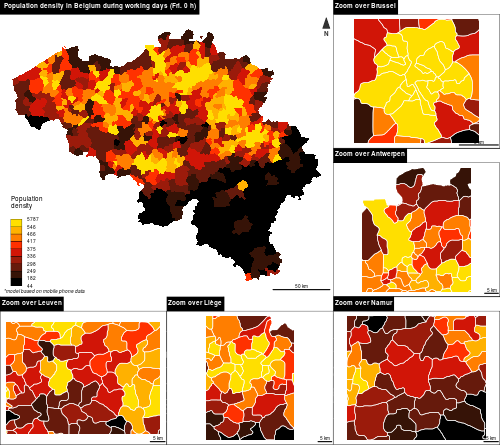 Population density in Belgium during working days (Fri. 0 h)
N
Population
density
5787
546
466
417
375
336
298
249
182
44
*model based on mobile phone data
50 km
Zoom over Brussel
Zoom over Antwerpen
5 km
Zoom over Leuven
5 km
Zoom over Liège
5 km
Zoom over Namur
5 km